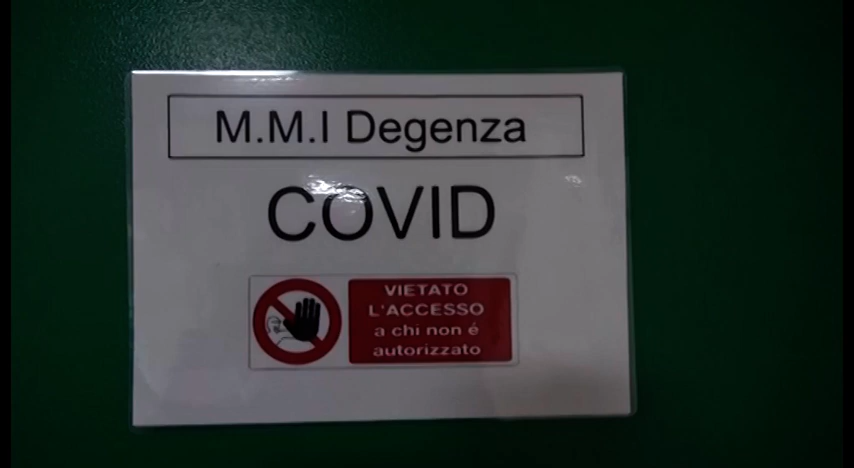 M.M.I Degenza
COVID
VIETATO
L'ACCESSO
a chi non é
autorizzato